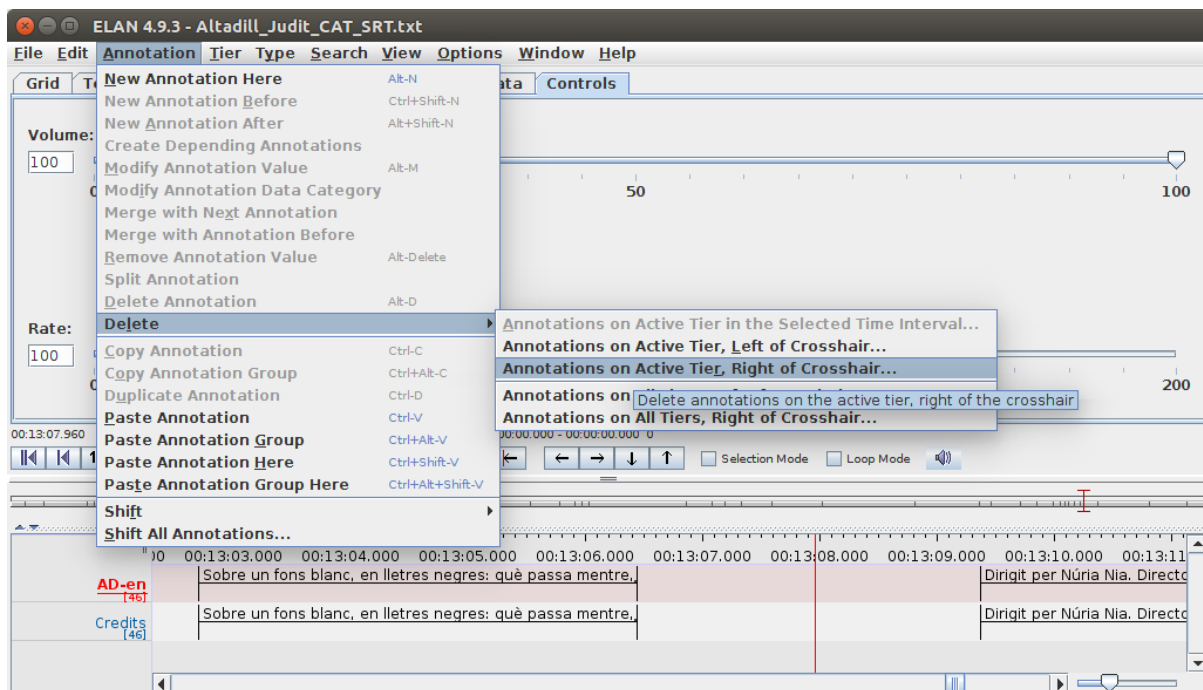 ELAN 4.9.3 - Altadill_Judit_CAT_SRT.txt
File Edit Annotation Tier Type Search View Options Window Help
Grid Controls
New Annotation Here Alt-N
New Annotation Before Ctrl+Shift-N
New Annotation After Alt+Shift-N
Create Depending Annotations
Modify Annotation Value Alt-M
Modify Annotation Data Category
Merge with Next Annotation
Merge with Annotation Before
Remove Annotation Value Alt-Delete
Split Annotation
Delete Annotation Alt-D
Delete
Copy Annotation Ctrl-C
Copy Annotation Group Ctrl+Alt-C
Duplicate Annotation Ctrl-D
Paste Annotation Ctrl-V
Paste Annotation Group Ctrl+Alt-V
Paste Annotation Here Ctrl+Shift-V
Paste Annotation Group Here Ctrl+Alt+Shift-V
Shift
Shift All Annotations...
Annotations on Active Tier in the Selected Time Interval...
Annotations on Active Tier, Left of Crosshair...
Annotations on Active Tier, Right of Crosshair...
Annotations on
Delete annotations on the active tier, right of the crosshair
Annotations on All Tiers, Right of Crosshair...
Volume:
100
50 100
Rate:
100
200
00:13:07.960
00:00.000 - 00:00:00.000 0
Selection Mode Loop Mode
00:13:03.000 00:13:04.000 00:13:05.000 00:13:06.000 00:13:07.000 00:13:08.000 00:13:09.000 00:13:10.000 00:13:11
AD-en
[46]
Sobre un fons blanc, en lletres negres: què passa mentre, Dirigit per Núria Nia. Directo
Credits
[46]
Sobre un fons blanc, en lletres negres: què passa mentre, Dirigit per Núria Nia. Directo